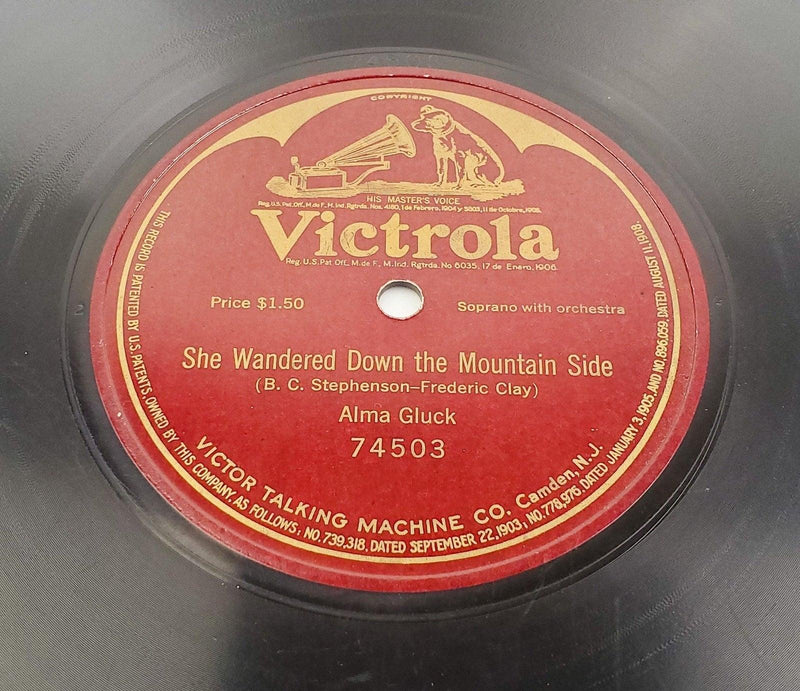 COPYRIGHT
HIS MASTER'S VOICE
Reg. U.S. Pat. Off., M. de F., M. Ind. Rgtrda. Nos. 4180, 1 de Febrero, 1904 y 5803, 11 de Octubre, 1905.
Victrola
Reg. U.S. Pat. Off., M. de F., M. Ind. Rgtrda. No 6035, 17 de Enero, 1906.
Price $1.50
Soprano with orchestra
She Wandered Down the Mountain Side
(B. C. Stephenson–Frederic Clay)
Alma Gluck
74503
VICTOR TALKING MACHINE CO. Camden, N.J.
THIS RECORD IS PATENTED BY U.S. PATENTS, OWNED BY THIS COMPANY, AS FOLLOWS; NO. 739,318, DATED SEPTEMBER 22, 1903; NO. 778,976, DATED JANUARY 3, 1905, AND NO. 896,059, DATED AUGUST 11, 1908.
2